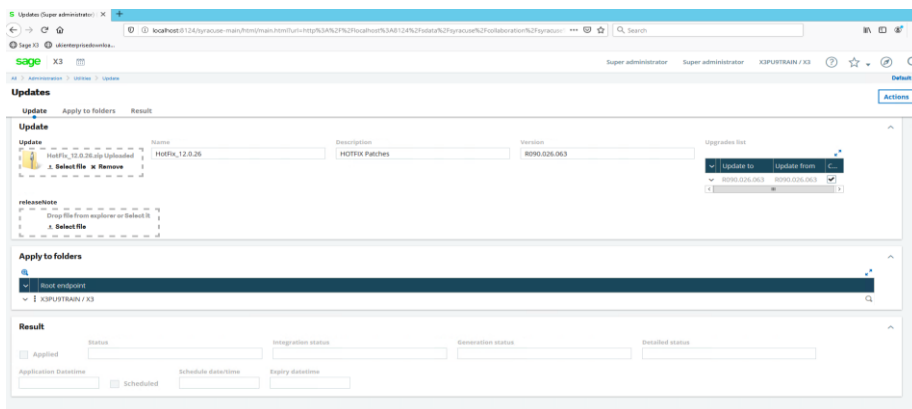 Updates (Super administrator)
localhost:8124/syracuse-main/html/main.html?url=http%3A%2F%2Flocalhost%3A8124%2Fsdata%2Fsyracuse%2Fcollaboration%2Fsyracuse
Search
Sage X3 ukenterprisedownloa...
sage X3 Super administrator Super administrator X3PU9TRAIN / X3
All > Administration > Utilities > Update Default
Updates
Actions
Update Apply to folders Result
Update
Update Name Description Version Upgrades list
HotFix_12.0.26.zip Uploaded HotFix_12.0.26 HOTFIX Patches R090.026.063
Select file Remove Update to Update from C...
R090.026.063 R090.026.063
releaseNote
Drop file from explorer or Select it
Select file
Apply to folders
Root endpoint
X3PU9TRAIN / X3
Result
Status Integration status Generation status Detailed status
Applied
Application Datetime Schedule date/time Expiry datetime
Scheduled